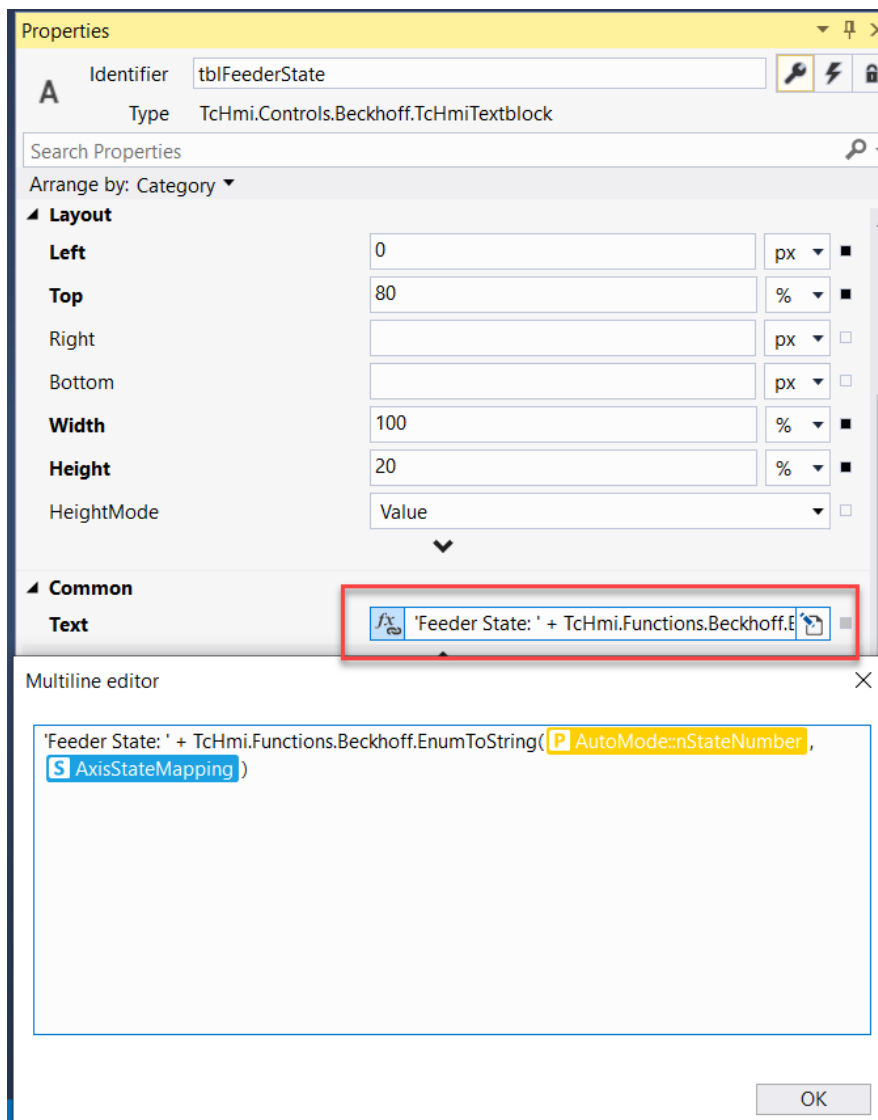 Properties
Identifier tblFeederState
A
Type TcHmi.Controls.Beckhoff.TcHmiTextblock
Search Properties
Arrange by: Category
Layout
Left 0 px
Top 80 %
Right px
Bottom px
Width 100 %
Height 20 %
HeightMode Value
Common
Text fx 'Feeder State: ' + TcHmi.Functions.Beckhoff.E
Multiline editor
'Feeder State: ' + TcHmi.Functions.Beckhoff.EnumToString( P AutoMode::nStateNumber ,
S AxisStateMapping )
OK